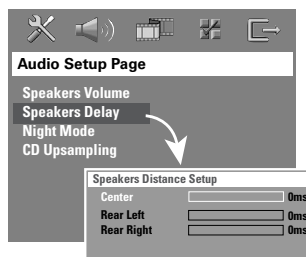 Audio Setup Page
Speakers Volume
Speakers Delay
Night Mode
CD Upsampling
Speakers Distance Setup
Center 0ms
Rear Left 0ms
Rear Right 0ms